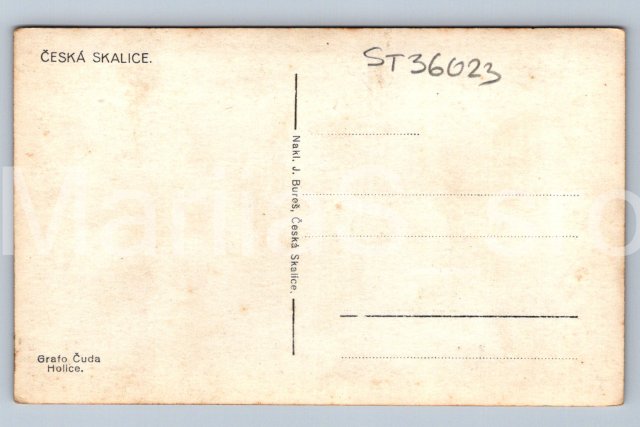 ČESKÁ SKALICE.
ST36023
Nakl. J. Bureš, Česká Skalice.
Grafo Čuda
Holice.